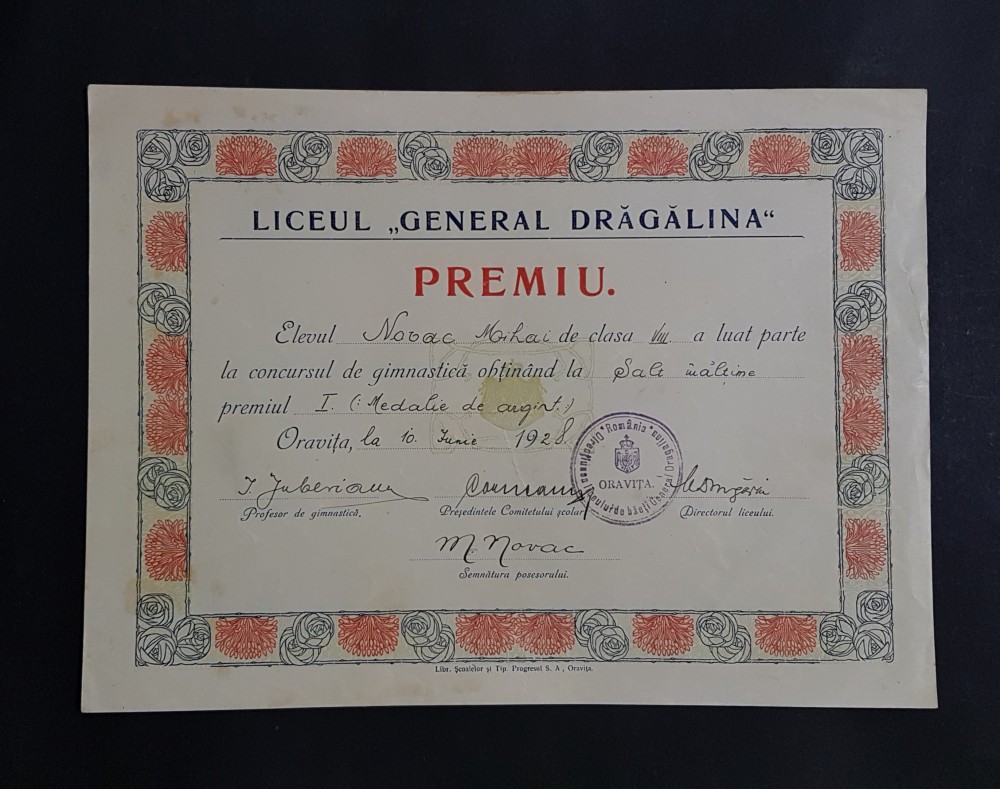 LICEUL „GENERAL DRĂGĂLINA“
PREMIU.
Elevul Novac Mihai de clasa VIII a luat parte
la concursul de gimnastică obținând la Salt înălțime
premiul I. (: Medalie de argint.)
Oravița, la 10. Iunie 1928.
Profesor de gimnastică.
Președintele Comitetului școlar
Directorul liceului.
România
ORAVIȚA.
M. Novac
Semnătura posesorului.
Libr. Școalelor și Tip. Progresul S. A., Oravița.